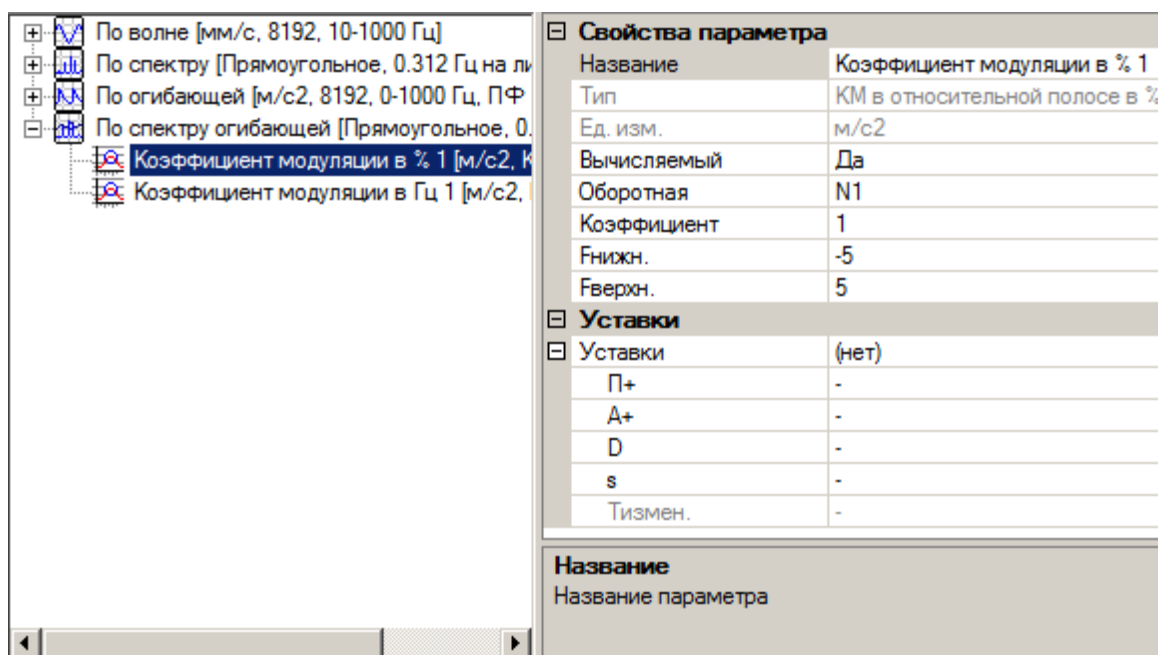 По волне [мм/с, 8192, 10-1000 Гц]
По спектру [Прямоугольное, 0.312 Гц на ли
По огибающей [м/с2, 8192, 0-1000 Гц, ПФ
По спектру огибающей [Прямоугольное, 0.
Коэффициент модуляции в % 1 [м/с2, К
Коэффициент модуляции в Гц 1 [м/с2,
Свойства параметра
Название Коэффициент модуляции в % 1
Тип КМ в относительной полосе в %
Ед. изм. м/с2
Вычисляемый Да
Оборотная N1
Коэффициент 1
Fнижн. -5
Fверхн. 5
Уставки
Уставки (нет)
П+ -
А+ -
D -
s -
Тизмен. -
Название
Название параметра